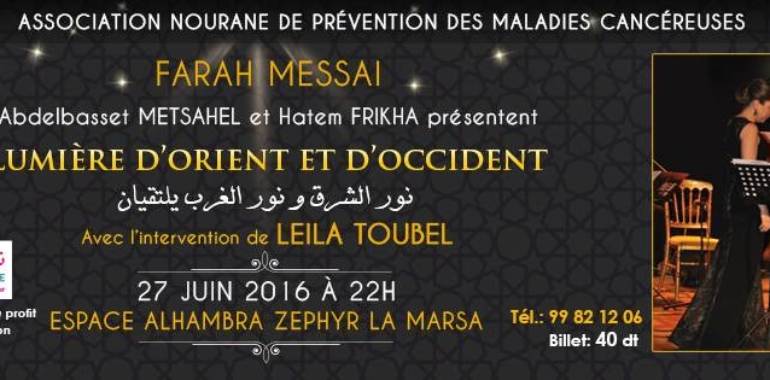 ASSOCIATION NOURANE DE PRÉVENTION DES MALADIES CANCÉREUSES
FARAH MESSAI
Abdelbasset METSAHEL et Hatem FRIKHA présentent
LUMIÈRE D'ORIENT ET D'OCCIDENT
نور الشرق و نور الغرب يلتقيان
Avec l'intervention de LEILA TOUBEL
27 JUIN 2016 À 22H
ESPACE ALHAMBRA ZEPHYR LA MARSA
profit
Tél.: 99 82 12 06
Billet: 40 dt